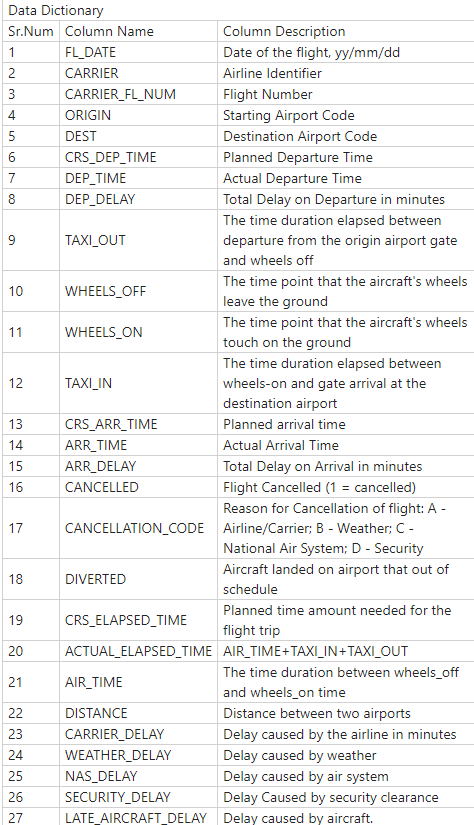 Data Dictionary
Sr.Num Column Name Column Description
1 FL_DATE Date of the flight, yy/mm/dd
2 CARRIER Airline Identifier
3 CARRIER_FL_NUM Flight Number
4 ORIGIN Starting Airport Code
5 DEST Destination Airport Code
6 CRS_DEP_TIME Planned Departure Time
7 DEP_TIME Actual Departure Time
8 DEP_DELAY Total Delay on Departure in minutes
The time duration elapsed between
9 TAXI_OUT departure from the origin airport gate
and wheels off
10 WHEELS_OFF The time point that the aircraft's wheels
leave the ground
11 WHEELS_ON The time point that the aircraft's wheels
touch on the ground
The time duration elapsed between
12 TAXI_IN wheels-on and gate arrival at the
destination airport
13 CRS_ARR_TIME Planned arrival time
14 ARR_TIME Actual Arrival Time
15 ARR_DELAY Total Delay on Arrival in minutes
16 CANCELLED Flight Cancelled (1 = cancelled)
Reason for Cancellation of flight: A -
17 CANCELLATION_CODE Airline/Carrier; B - Weather; C -
National Air System; D - Security
18 DIVERTED Aircraft landed on airport that out of
schedule
19 CRS_ELAPSED_TIME Planned time amount needed for the
flight trip
20 ACTUAL_ELAPSED_TIME AIR_TIME+TAXI_IN+TAXI_OUT
21 AIR_TIME The time duration between wheels_off
and wheels_on time
22 DISTANCE Distance between two airports
23 CARRIER_DELAY Delay caused by the airline in minutes
24 WEATHER_DELAY Delay caused by weather
25 NAS_DELAY Delay caused by air system
26 SECURITY_DELAY Delay Caused by security clearance
27 LATE_AIRCRAFT_DELAY Delay caused by aircraft.